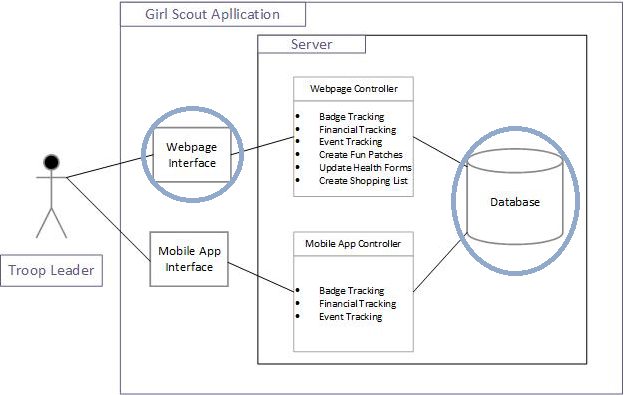 Girl Scout Apllication
Server
Webpage Controller
• Badge Tracking
• Financial Tracking
• Event Tracking
• Create Fun Patches
• Update Health Forms
• Create Shopping List
Webpage
Interface
Database
Troop Leader
Mobile App
Interface
Mobile App Controller
• Badge Tracking
• Financial Tracking
• Event Tracking